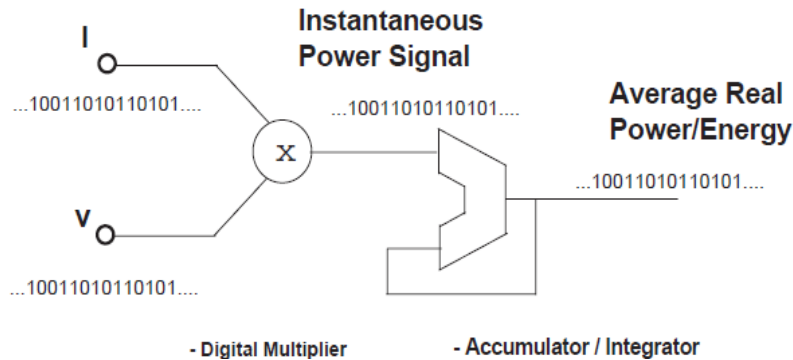 Instantaneous
Power Signal
I
...10011010110101....
...10011010110101....
Average Real
Power/Energy
X
...10011010110101....
V
...10011010110101....
- Digital Multiplier
- Accumulator / Integrator